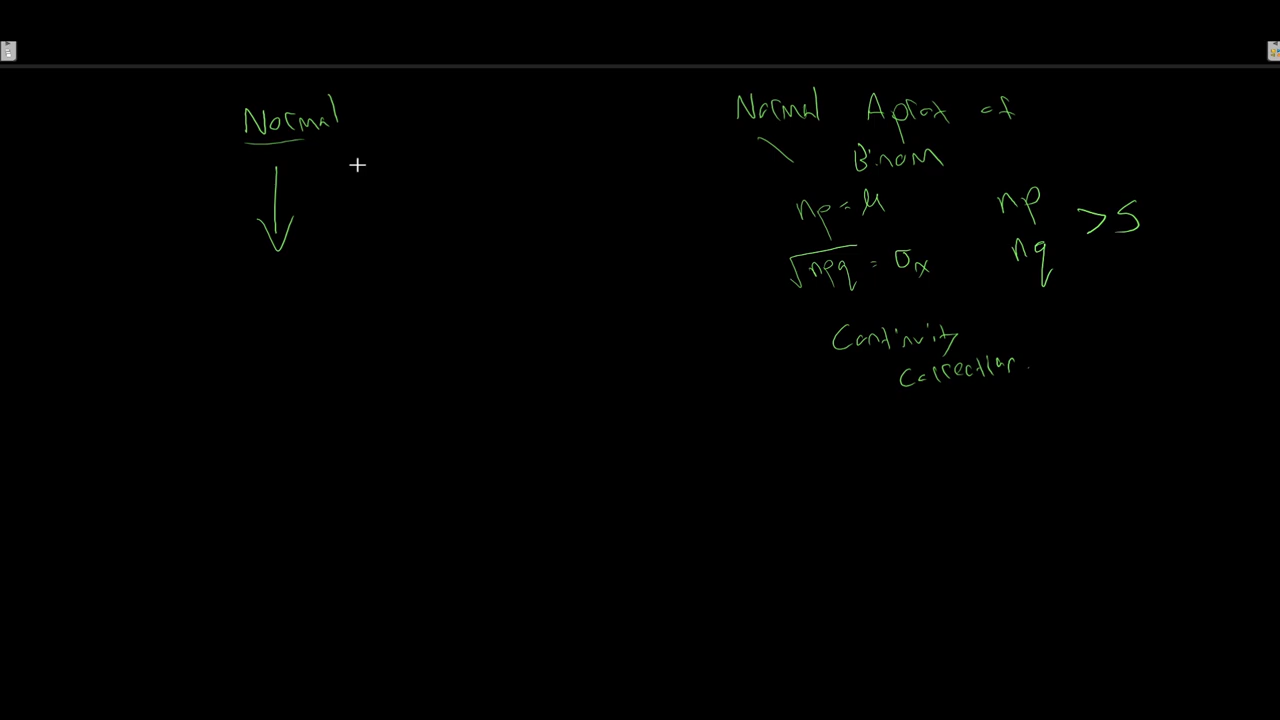 Normal
Normal Aprox of
Binom
np = μ
√npq = σx
np
nq
> 5
Continuity
Correction.